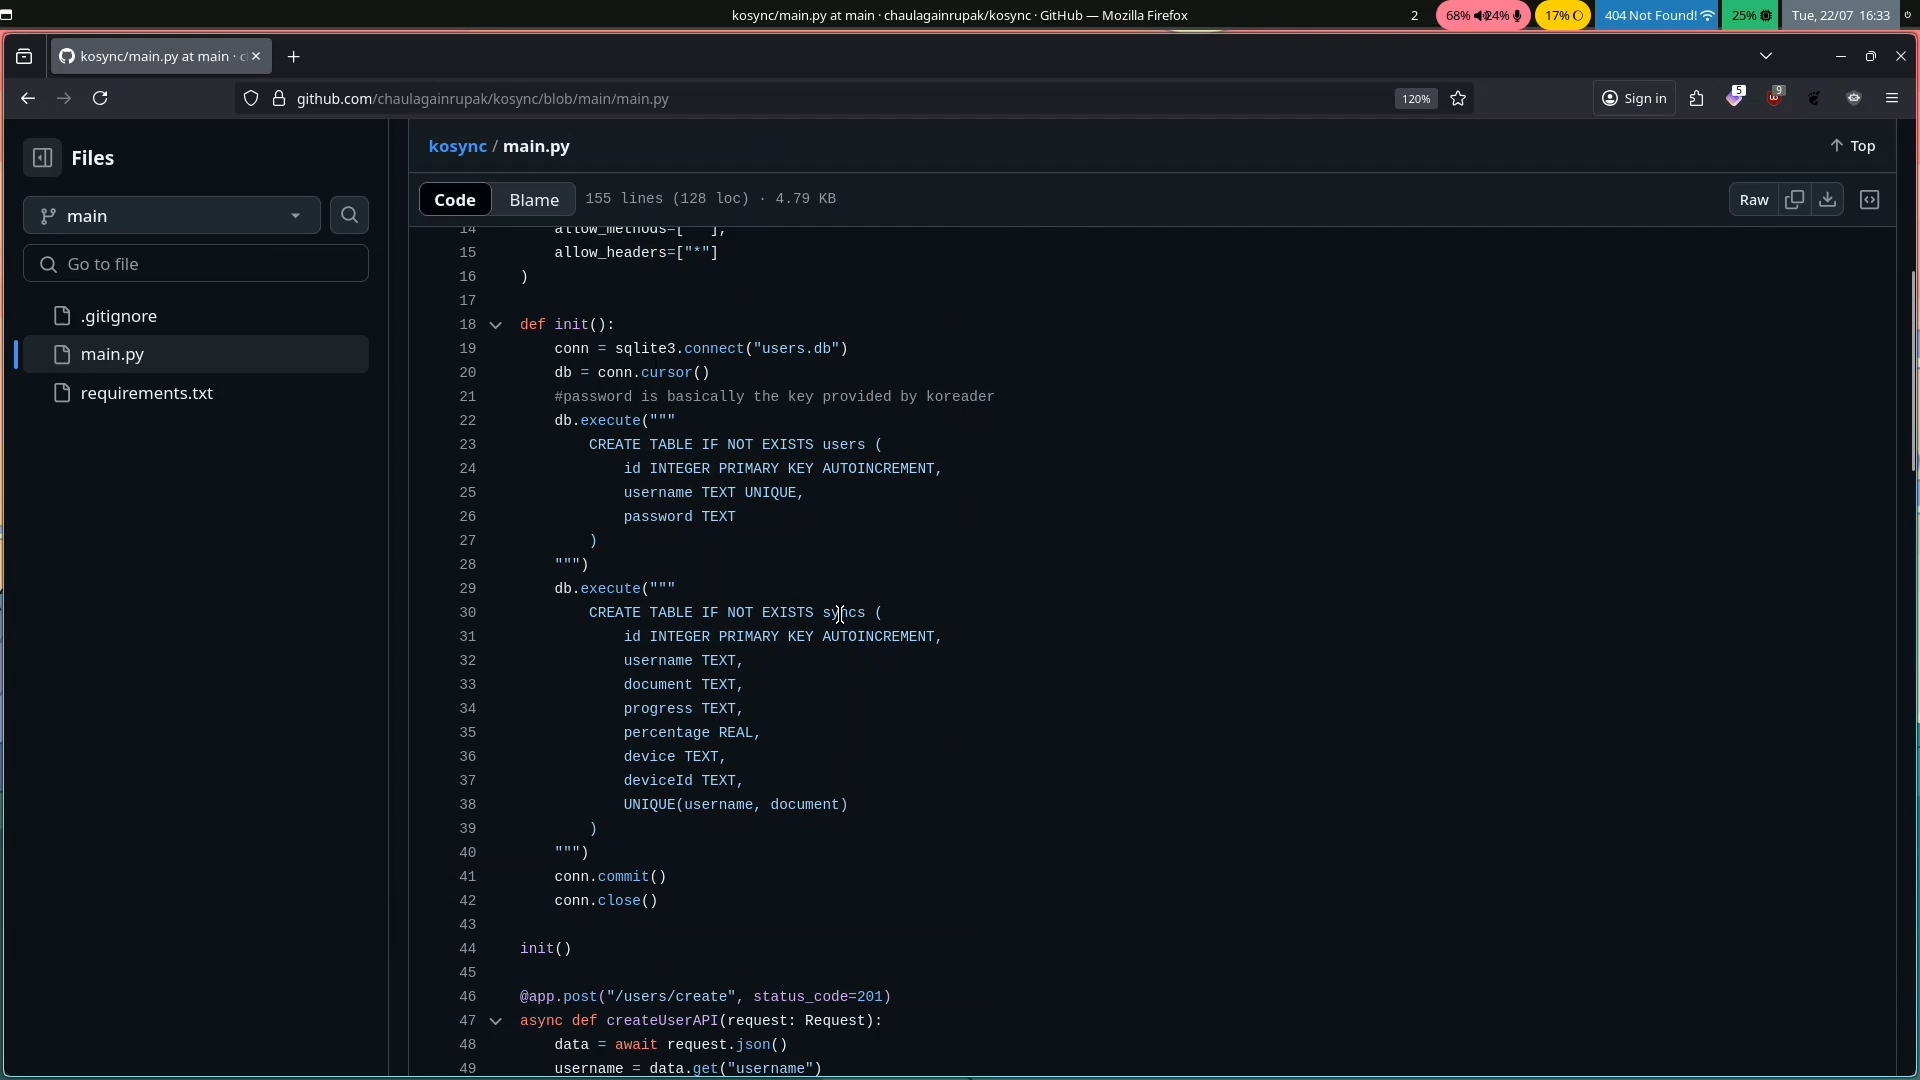 kosync/main.py at main · chaulagainrupak/kosync · GitHub — Mozilla Firefox
2
68%
24%
17%
404 Not Found!
25%
Tue, 22/07 16:33
kosync/main.py at main · c
github.com/chaulagainrupak/kosync/blob/main/main.py
120%
Sign in
5
9
Files
main
Go to file
.gitignore
main.py
requirements.txt
kosync / main.py
Top
Code
Blame
155 lines (128 loc) · 4.79 KB
Raw
14 allow_methods=["*"],
15 allow_headers=["*"]
16 )
17
18 def init():
19 conn = sqlite3.connect("users.db")
20 db = conn.cursor()
21 #password is basically the key provided by koreader
22 db.execute("""
23 CREATE TABLE IF NOT EXISTS users (
24 id INTEGER PRIMARY KEY AUTOINCREMENT,
25 username TEXT UNIQUE,
26 password TEXT
27 )
28 """)
29 db.execute("""
30 CREATE TABLE IF NOT EXISTS syncs (
31 id INTEGER PRIMARY KEY AUTOINCREMENT,
32 username TEXT,
33 document TEXT,
34 progress TEXT,
35 percentage REAL,
36 device TEXT,
37 deviceId TEXT,
38 UNIQUE(username, document)
39 )
40 """)
41 conn.commit()
42 conn.close()
43
44 init()
45
46 @app.post("/users/create", status_code=201)
47 async def createUserAPI(request: Request):
48 data = await request.json()
49 username = data.get("username")